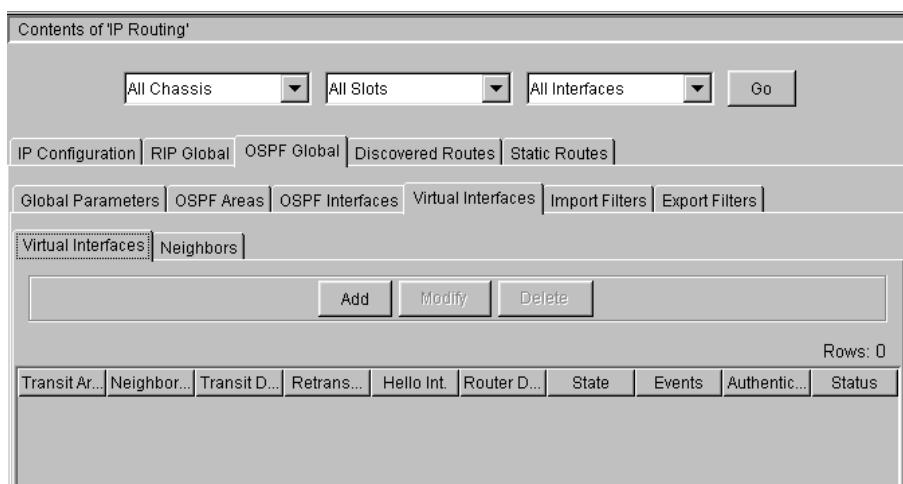 Contents of 'IP Routing'
All Chassis All Slots All Interfaces Go
IP Configuration RIP Global OSPF Global Discovered Routes Static Routes
Global Parameters OSPF Areas OSPF Interfaces Virtual Interfaces Import Filters Export Filters
Virtual Interfaces Neighbors
Add Modify Delete
Rows: 0
Transit Ar... Neighbor... Transit D... Retrans... Hello Int. Router D... State Events Authentic... Status